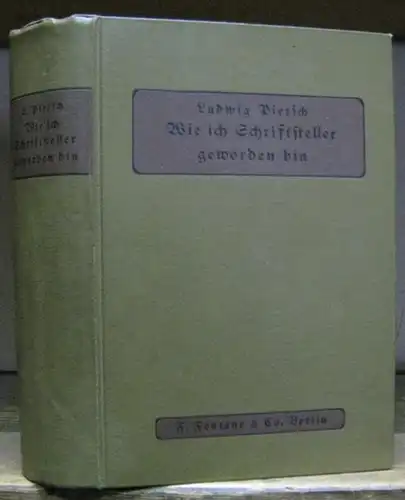 L. Pietsch
Wie ich
Schriftsteller
geworden bin
Ludwig Pietsch
Wie ich Schriftsteller
geworden bin
F. Fontane & Co. Berlin